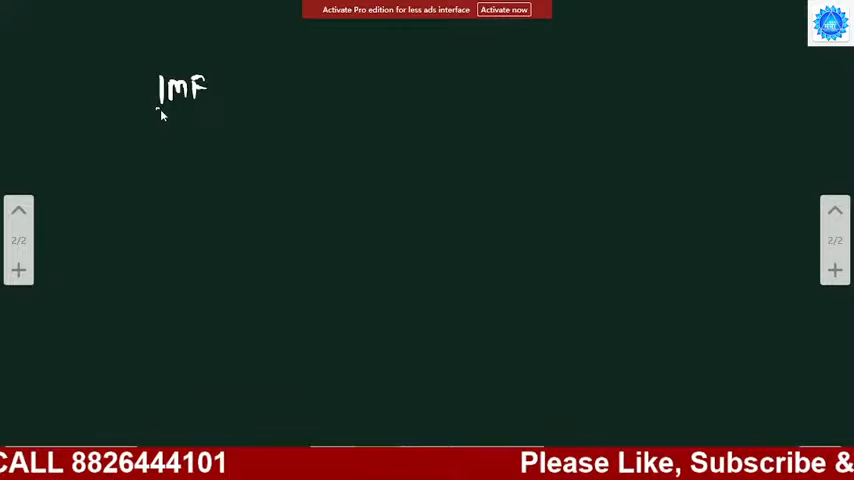 Activate Pro edition for less ads interface Activate now
IMF
2/2
2/2
CALL 8826444101 Please Like, Subscribe &